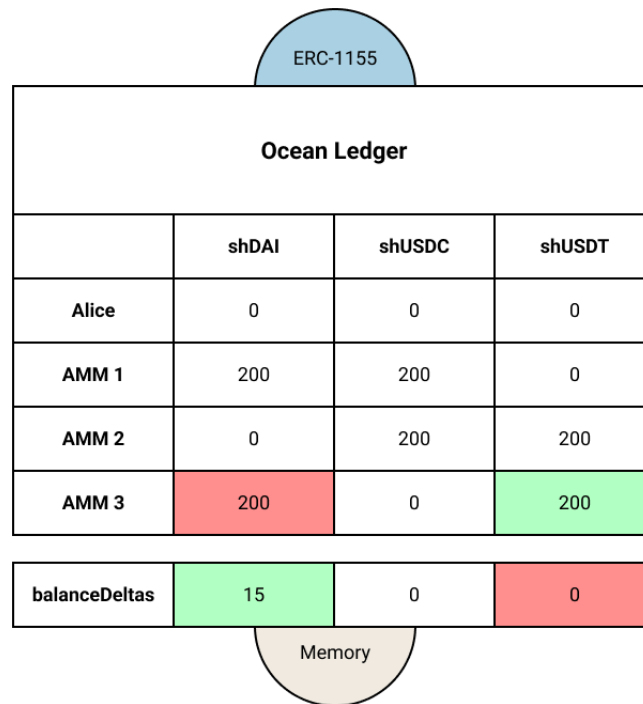 ERC-1155
Ocean Ledger
shDAI shUSDC shUSDT
Alice 0 0 0
AMM 1 200 200 0
AMM 2 0 200 200
AMM 3 200 0 200
balanceDeltas 15 0 0
Memory